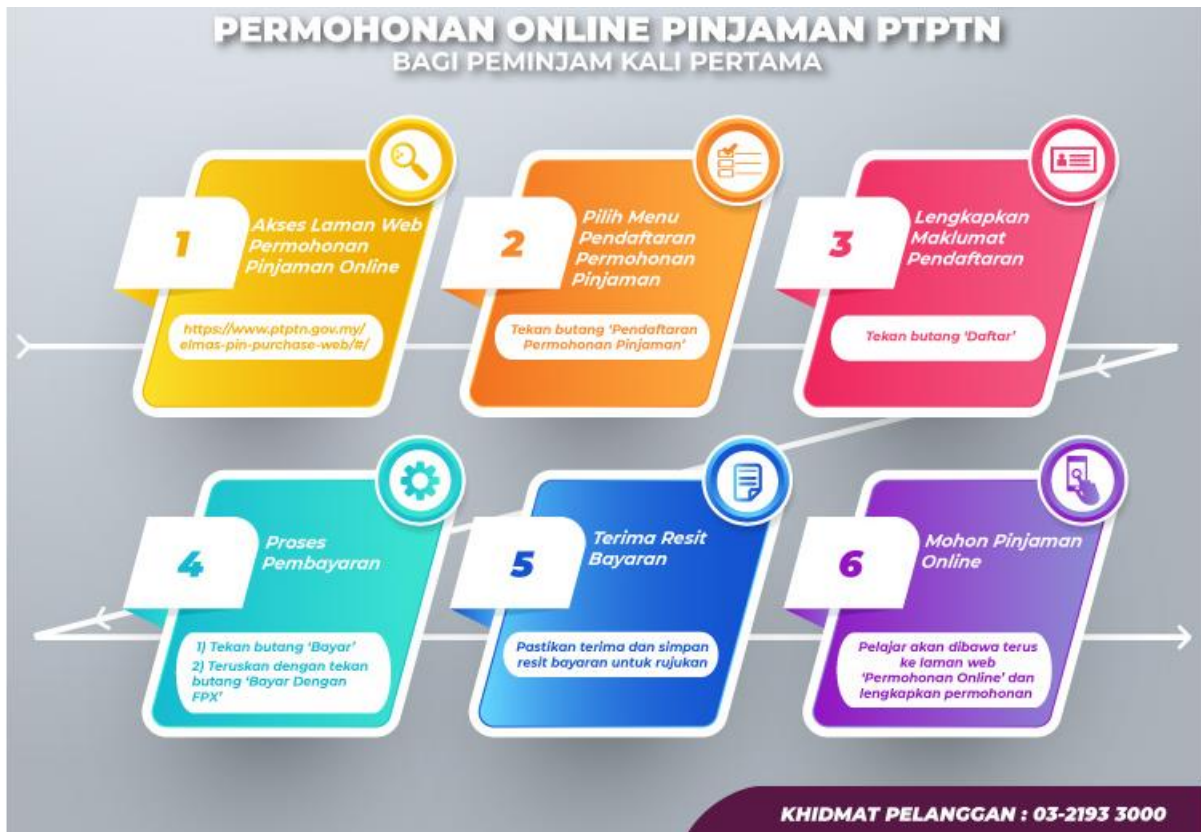 PERMOHONAN ONLINE PINJAMAN PTPTN
BAGI PEMINJAM KALI PERTAMA
1
Akses Laman Web
Permohonan
Pinjaman Online
https://www.ptptn.gov.my/
elmas-pin-purchase-web/#/
2
Pilih Menu
Pendaftaran
Permohonan
Pinjaman
Tekan butang ‘Pendaftaran
Permohonan Pinjaman’
3
Lengkapkan
Maklumat
Pendaftaran
Tekan butang ‘Daftar’
4
Proses
Pembayaran
1) Tekan butang ‘Bayar’
2) Teruskan dengan tekan
butang ‘Bayar Dengan
FPX’
5
Terima Resit
Bayaran
Pastikan terima dan simpan
resit bayaran untuk rujukan
6
Mohon Pinjaman
Online
Pelajar akan dibawa terus
ke laman web
‘Permohonan Online’ dan
lengkapkan permohonan
KHIDMAT PELANGGAN : 03-2193 3000